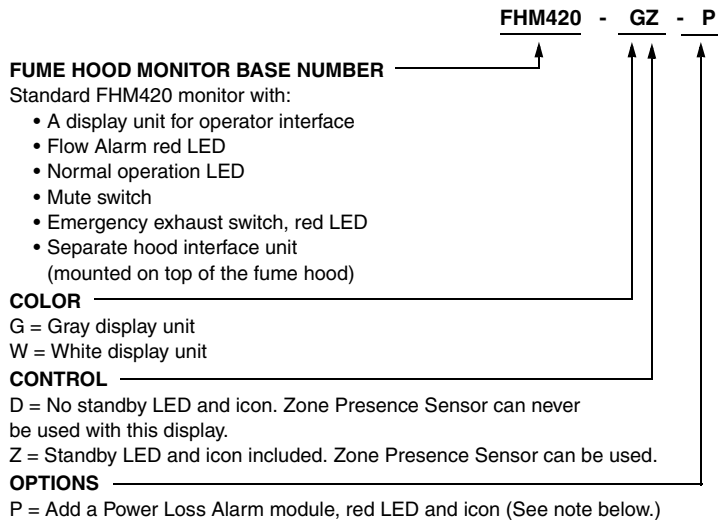 FHM420 - GZ - P
FUME HOOD MONITOR BASE NUMBER
Standard FHM420 monitor with:
• A display unit for operator interface
• Flow Alarm red LED
• Normal operation LED
• Mute switch
• Emergency exhaust switch, red LED
• Separate hood interface unit
(mounted on top of the fume hood)
COLOR
G = Gray display unit
W = White display unit
CONTROL
D = No standby LED and icon. Zone Presence Sensor can never
be used with this display.
Z = Standby LED and icon included. Zone Presence Sensor can be used.
OPTIONS
P = Add a Power Loss Alarm module, red LED and icon (See note below.)